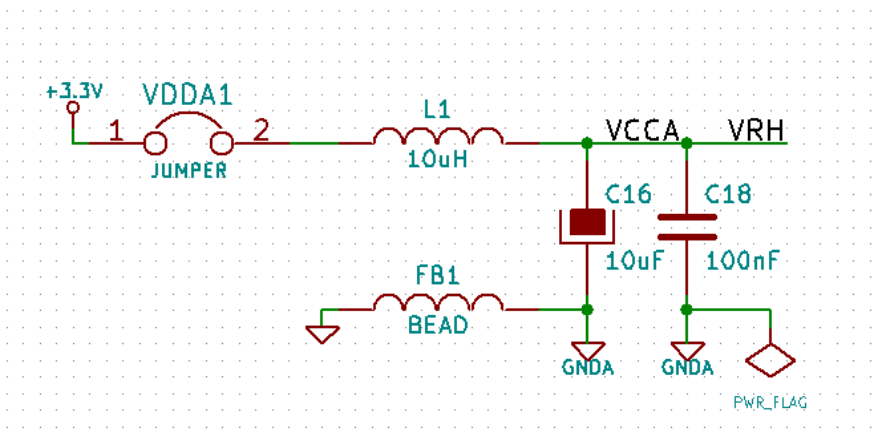 +3.3V
VDDA1
1
2
JUMPER
L1
10uH
VCCA
VRH
C16
10uF
C18
100nF
FB1
BEAD
GNDA
GNDA
PWR_FLAG